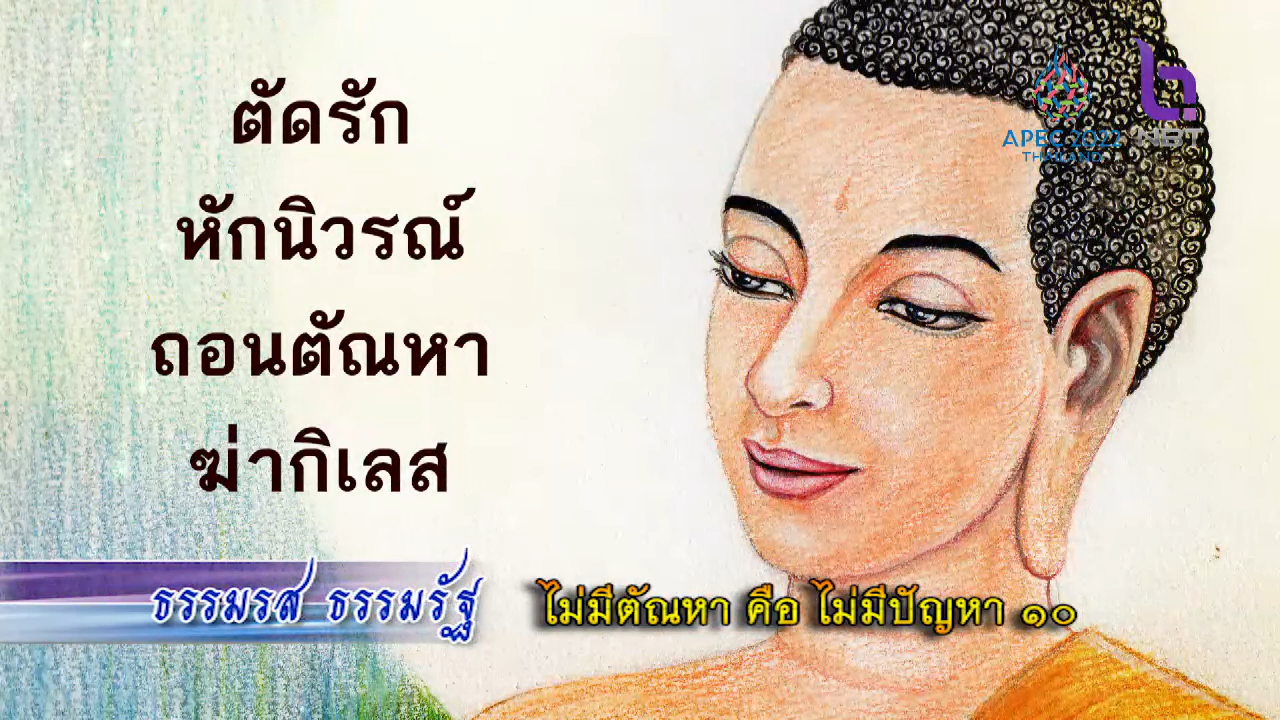 ตัดรัก
หักนิวรณ์
ถอนตัณหา
ฆ่ากิเลส
APEC 2022
THAILAND
NBT
ธรรมรส ธรรมรัฐ
ไม่มีตัณหา คือ ไม่มีปัญหา ๑๐